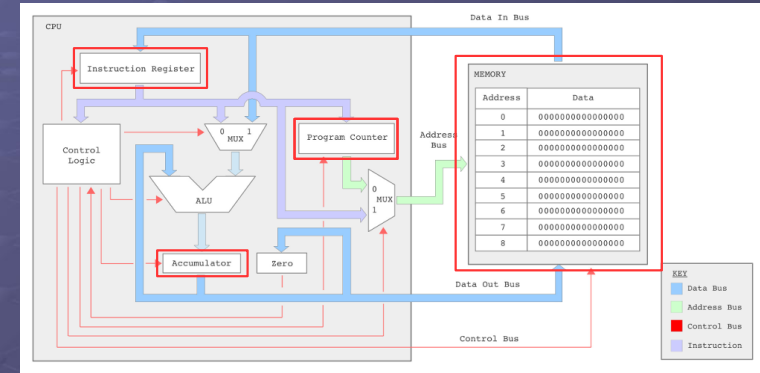 CPU
Data In Bus
Instruction Register
MEMORY
Address Data
0 0000000000000000
1 0000000000000000
2 0000000000000000
3 0000000000000000
4 0000000000000000
5 0000000000000000
6 0000000000000000
7 0000000000000000
8 0000000000000000
Control
Logic
0 1
MUX
Program Counter
Address
Bus
ALU
0
MUX
1
Accumulator
Zero
Data Out Bus
Control Bus
KEY
Data Bus
Address Bus
Control Bus
Instruction